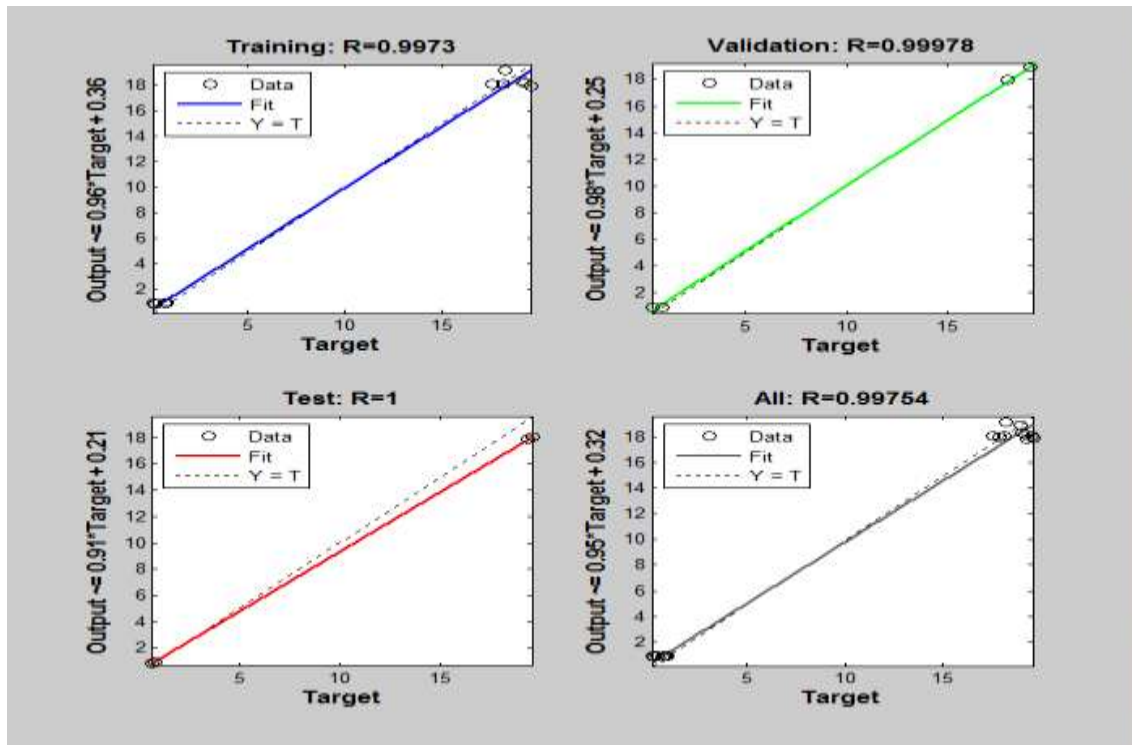 Training: R=0.9973
Output ~= 0.96*Target + 0.36
Data
Fit
Y = T
18
16
14
12
10
8
6
4
2
5
10
15
Target
Validation: R=0.99978
Output ~= 0.98*Target + 0.25
Data
Fit
Y = T
18
16
14
12
10
8
6
4
2
5
10
15
Target
Test: R=1
Output ~= 0.91*Target + 0.21
Data
Fit
Y = T
18
16
14
12
10
8
6
4
2
5
10
15
Target
All: R=0.99754
Output ~= 0.95*Target + 0.32
Data
Fit
Y = T
18
16
14
12
10
8
6
4
2
5
10
15
Target